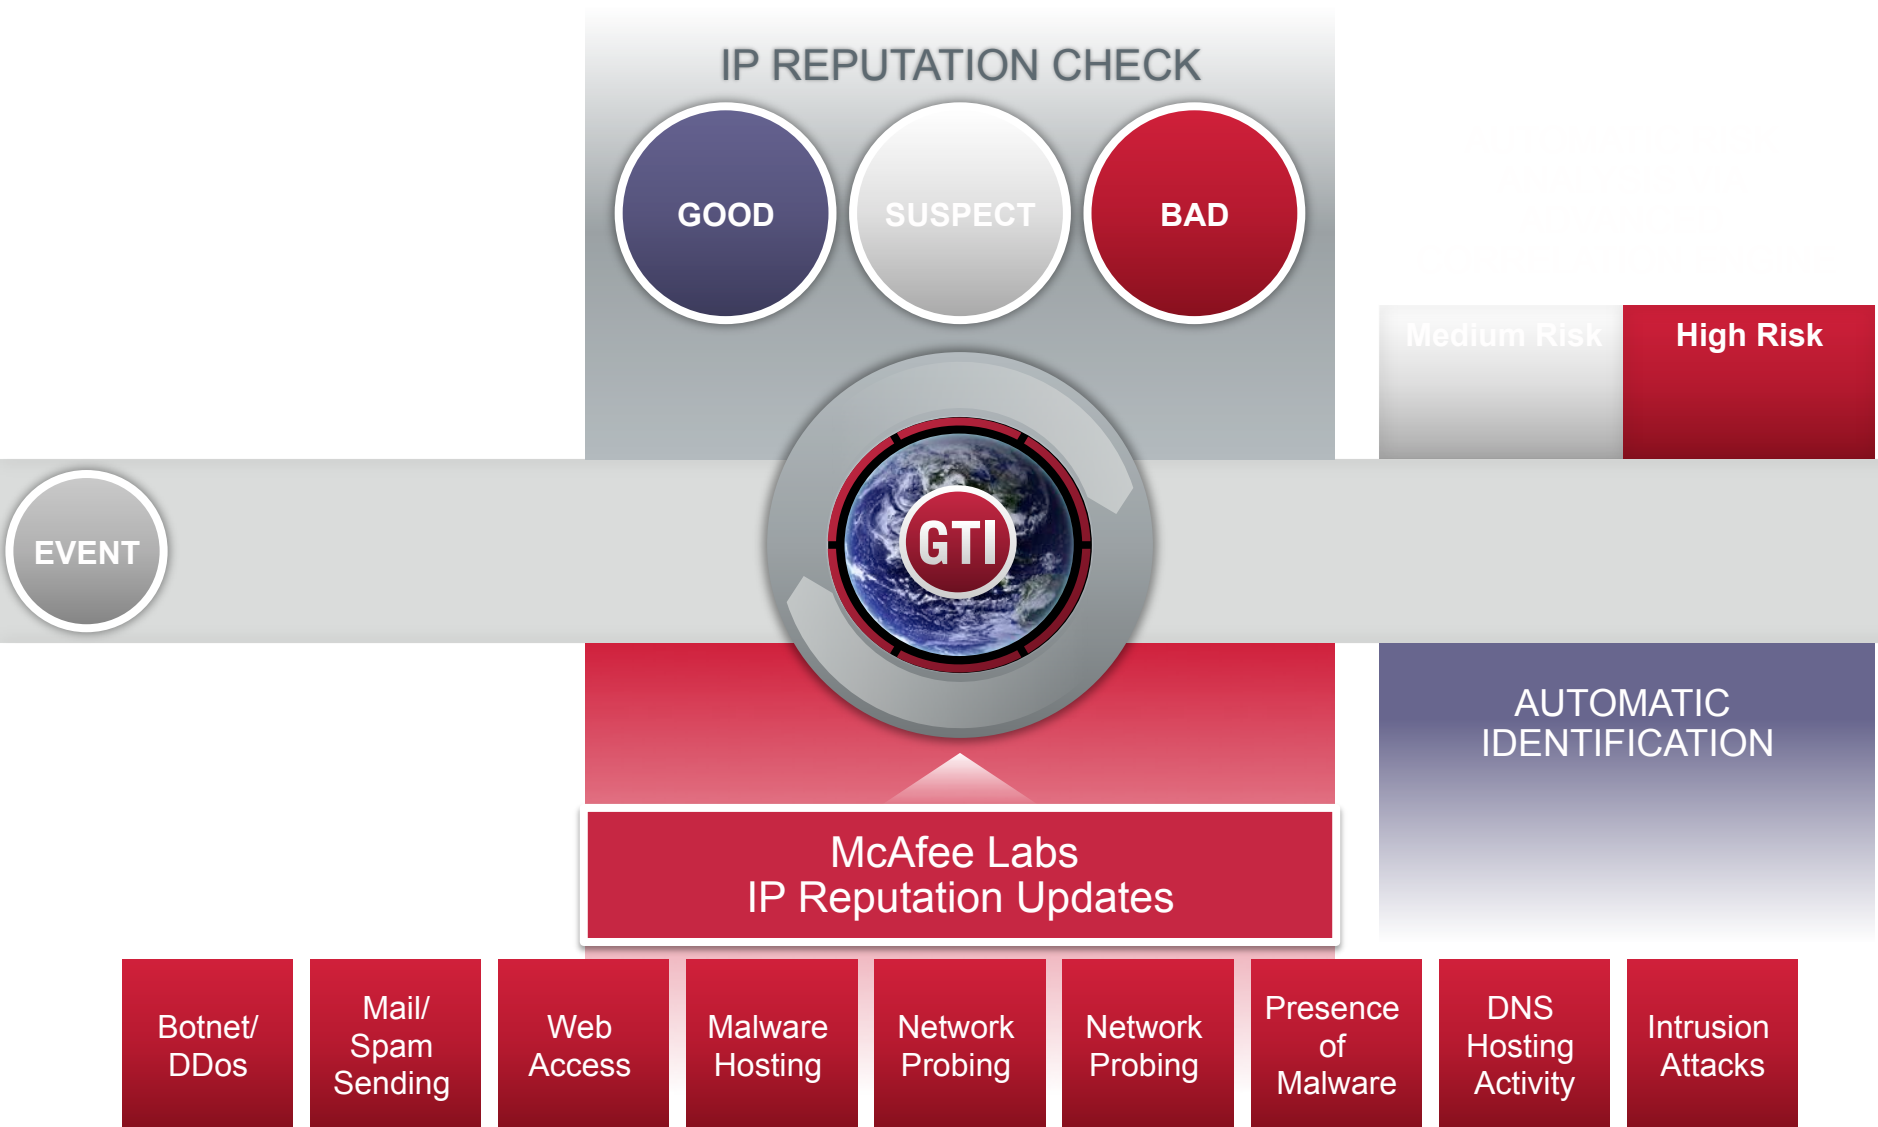 IP REPUTATION CHECK
GOOD
SUSPECT
BAD
Medium Risk
High Risk
EVENT
GTI
AUTOMATIC
IDENTIFICATION
McAfee Labs
IP Reputation Updates
Botnet/
DDos
Mail/
Spam
Sending
Web
Access
Malware
Hosting
Network
Probing
Network
Probing
Presence
of
Malware
DNS
Hosting
Activity
Intrusion
Attacks